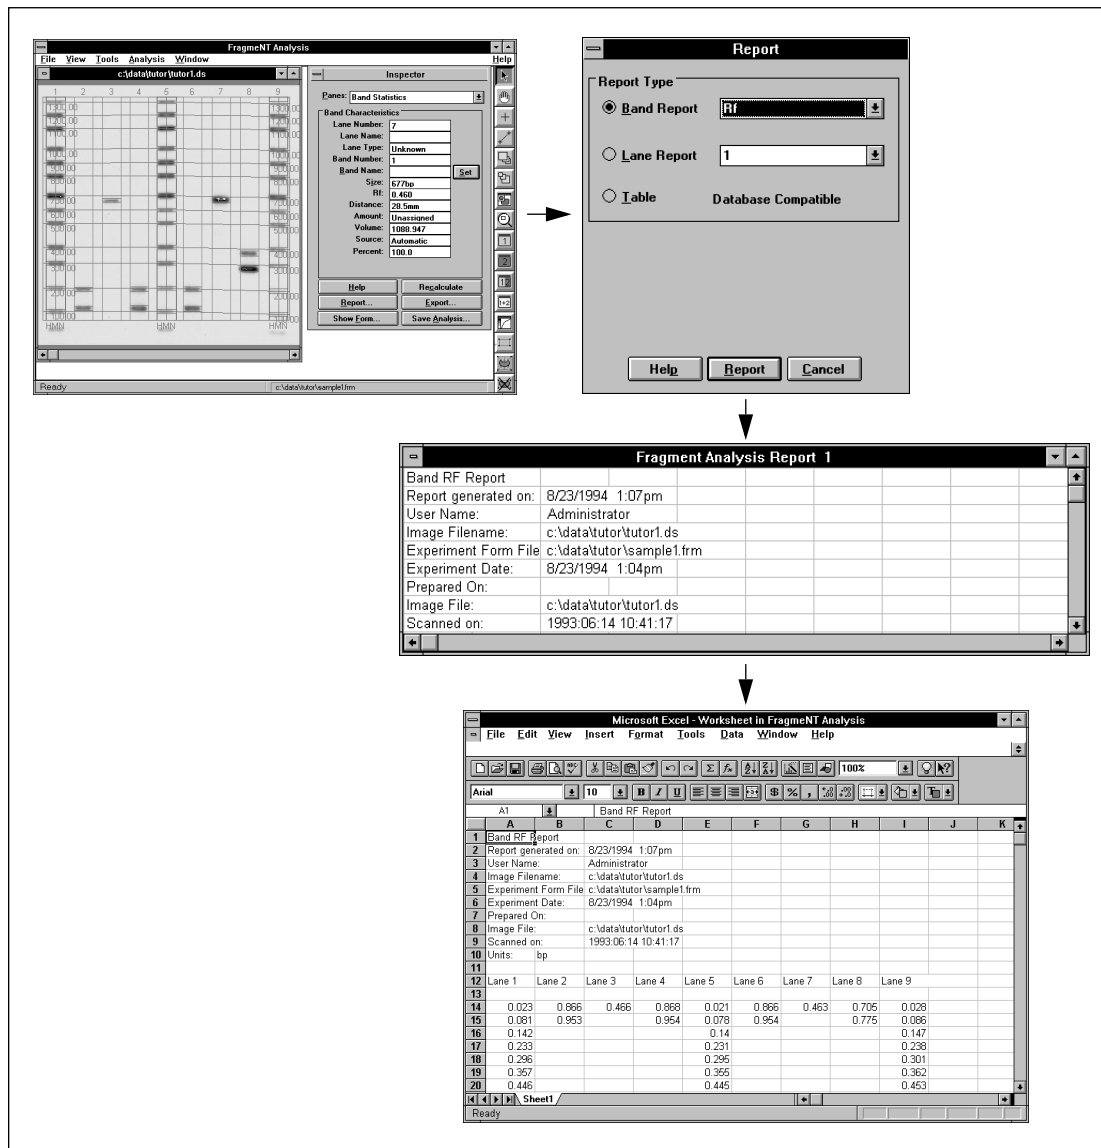 FragmeNT Analysis
File View Tools Analysis Window Help
c:\data\tutor\tutor1.ds
1 2 3 4 5 6 7 8 9
HMN HMN HMN
Inspector
Panes: Band Statistics
Band Characteristics
Lane Number: 7
Lane Name:
Lane Type: Unknown
Band Number: 1
Band Name: Set
Size: 677bp
Rf: 0.460
Distance: 28.5mm
Amount: Unassigned
Volume: 1088.947
Source: Automatic
Percent: 100.0
Help Recalculate
Report... Export...
Show Form... Save Analysis...
Ready c:\data\tutor\sample1.frm
Report
Report Type
Band Report Rf
Lane Report 1
Table Database Compatible
Help Report Cancel
Fragment Analysis Report 1
Band RF Report
Report generated on: 8/23/1994 1:07pm
User Name: Administrator
Image Filename: c:\data\tutor\tutor1.ds
Experiment Form File c:\data\tutor\sample1.frm
Experiment Date: 8/23/1994 1:04pm
Prepared On:
Image File: c:\data\tutor\tutor1.ds
Scanned on: 1993:06:14 10:41:17
Microsoft Excel - Worksheet in FragmeNT Analysis
File Edit View Insert Format Tools Data Window Help
100%
Arial 10 B I U $ % ,
A1 Band RF Report
A B C D E F G H I J K
1 Band RF Report
2 Report generated on: 8/23/1994 1:07pm
3 User Name: Administrator
4 Image Filename: c:\data\tutor\tutor1.ds
5 Experiment Form File c:\data\tutor\sample1.frm
6 Experiment Date: 8/23/1994 1:04pm
7 Prepared On:
8 Image File: c:\data\tutor\tutor1.ds
9 Scanned on: 1993:06:14 10:41:17
10 Units: bp
11
12 Lane 1 Lane 2 Lane 3 Lane 4 Lane 5 Lane 6 Lane 7 Lane 8 Lane 9
13
14 0.023 0.866 0.466 0.868 0.021 0.866 0.463 0.705 0.028
15 0.081 0.953 0.954 0.078 0.954 0.775 0.086
16 0.142 0.14 0.147
17 0.233 0.231 0.238
18 0.296 0.295 0.301
19 0.357 0.355 0.362
20 0.446 0.445 0.453
Sheet1
Ready